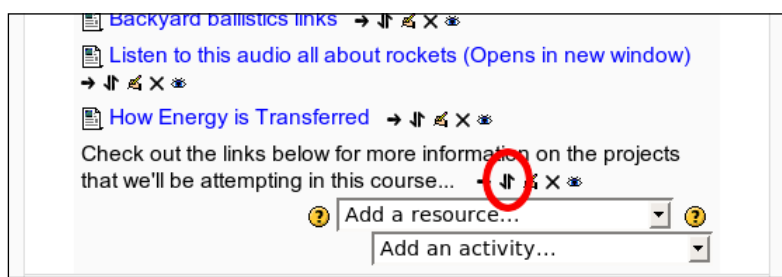 Backyard ballistics links
Listen to this audio all about rockets (Opens in new window)
How Energy is Transferred
Check out the links below for more information on the projects
that we'll be attempting in this course...
Add a resource...
Add an activity...